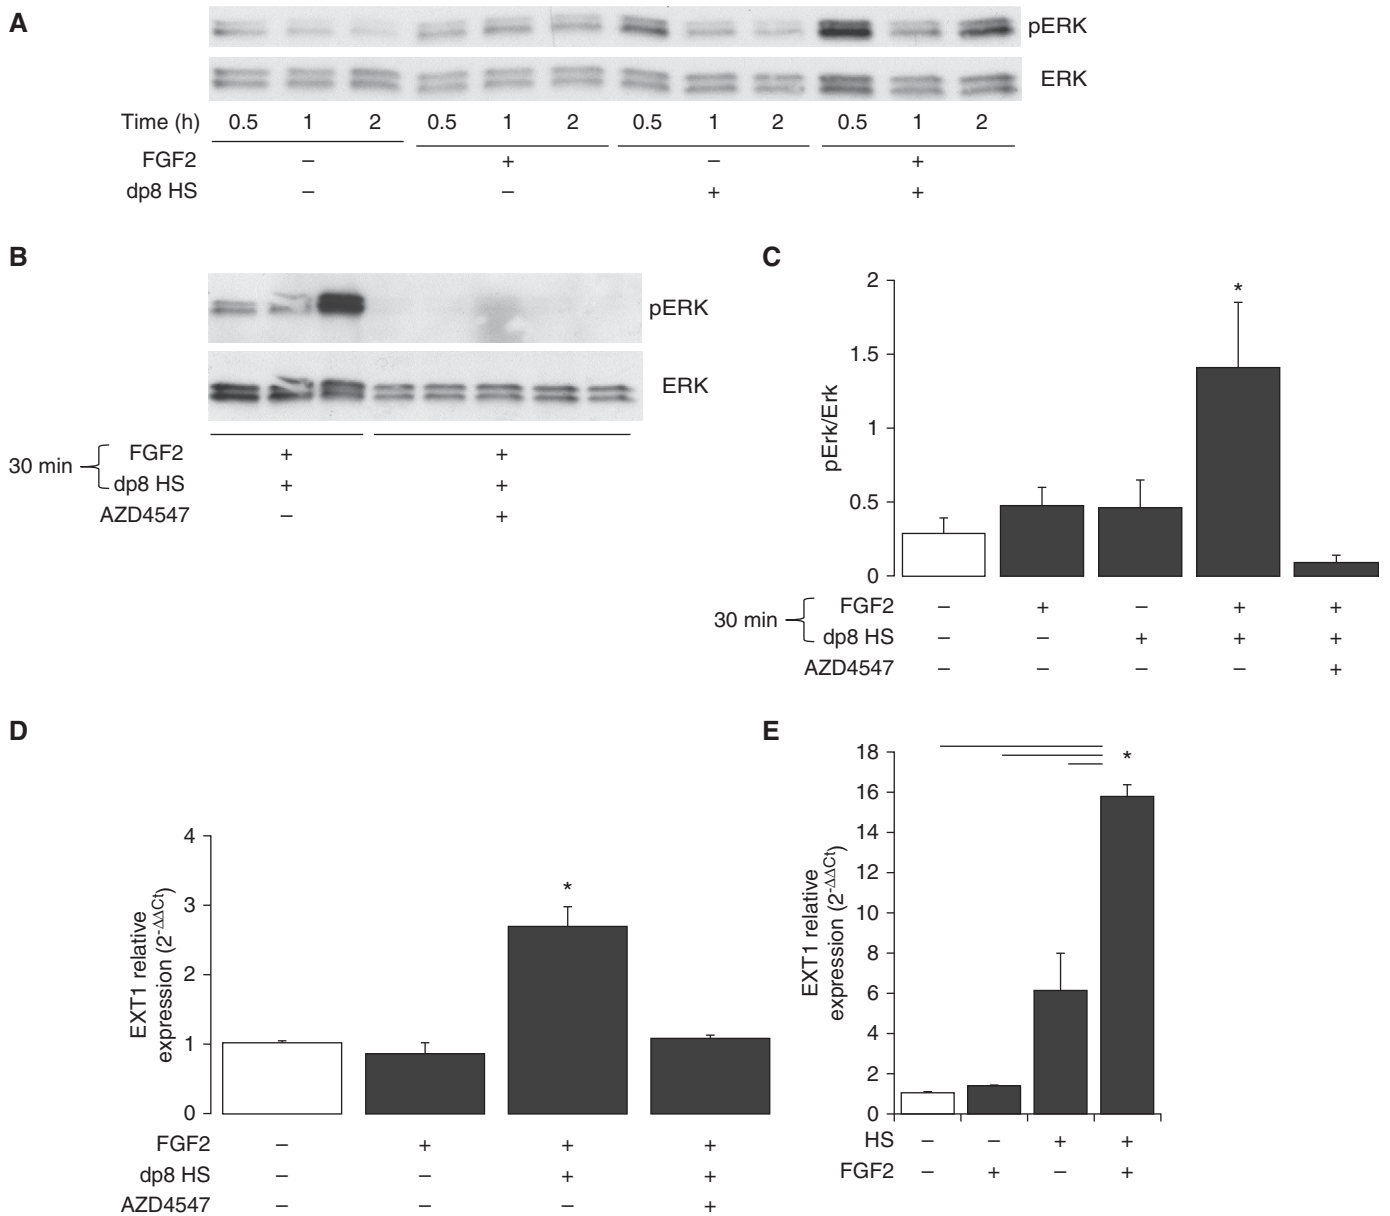 A
pERK
ERK
Time (h) 0.5 1 2 0.5 1 2 0.5 1 2 0.5 1 2
FGF2 – + – +
dp8 HS – – + +
B
pERK
ERK
30 min
FGF2 + +
dp8 HS + +
AZD4547 – +
C
2
1.5
1
0.5
0
pErk/Erk
*
30 min
FGF2 – + – + +
dp8 HS – – + + +
AZD4547 – – – – +
D
4
3
2
1
0
EXT1 relative
expression (2-ΔΔCt)
*
FGF2 – + + +
dp8 HS – – + +
AZD4547 – – – +
E
18
16
14
12
10
8
6
4
2
0
EXT1 relative
expression (2-ΔΔCt)
*
HS – – + +
FGF2 – + – +